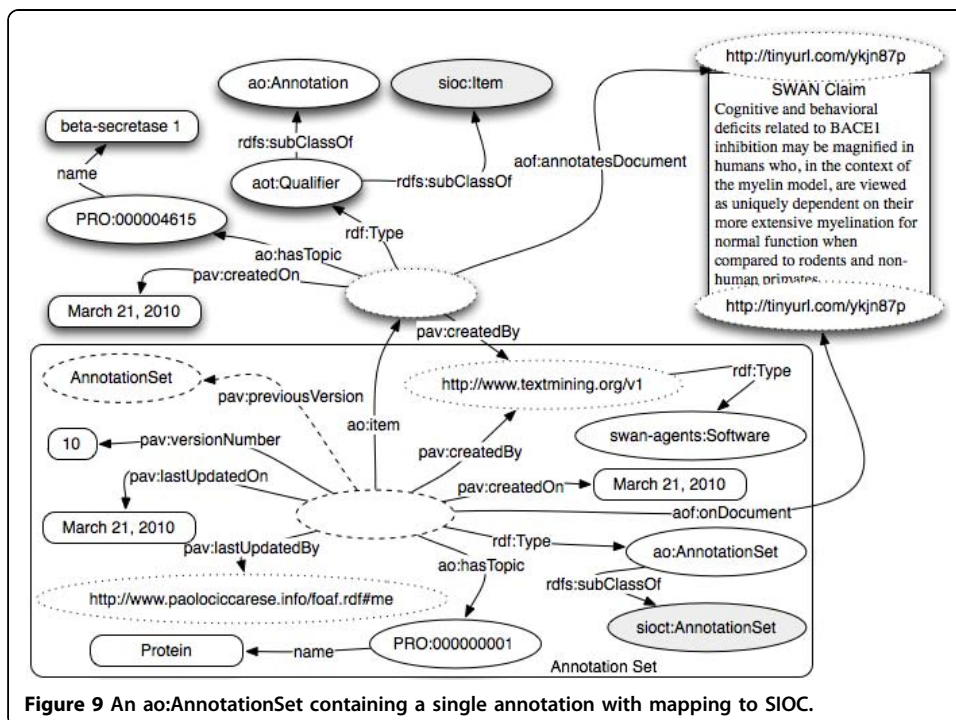 http://tinyurl.com/ykjn87p
SWAN Claim
Cognitive and behavioral
deficits related to BACE1
inhibition may be magnified in
humans who, in the context of
the myelin model, are viewed
as uniquely dependent on their
more extensive myelination for
normal function when
compared to rodents and non-
human primates.
http://tinyurl.com/ykjn87p
ao:Annotation
sioc:Item
beta-secretase 1
rdfs:subClassOf
aof:annotatesDocument
name
aot:Qualifier
rdfs:subClassOf
PRO:000004615
rdf:Type
ao:hasTopic
pav:createdOn
March 21, 2010
pav:createdBy
AnnotationSet
pav:previousVersion
http://www.textmining.org/v1
rdf:Type
ao:item
10
pav:versionNumber
swan-agents:Software
pav:createdBy
pav:lastUpdatedOn
pav:createdOn
March 21, 2010
March 21, 2010
aof:onDocument
pav:lastUpdatedBy
rdf:Type
ao:AnnotationSet
ao:hasTopic
rdfs:subClassOf
http://www.paolociccarese.info/foaf.rdf#me
sioct:AnnotationSet
Protein
name
PRO:000000001
Annotation Set
Figure 9 An ao:AnnotationSet containing a single annotation with mapping to SIOC.